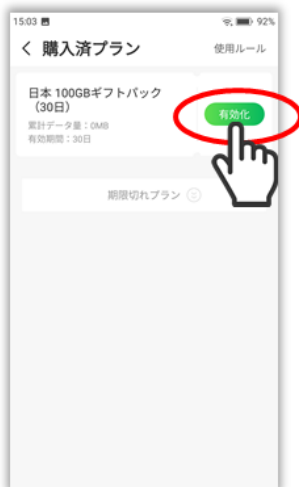 15:03 92%
購入済プラン 使用ルール
日本 100GBギフトパック
（30日）
有効化
累計データ量：0MB
有効期間：30日
期限切れプラン